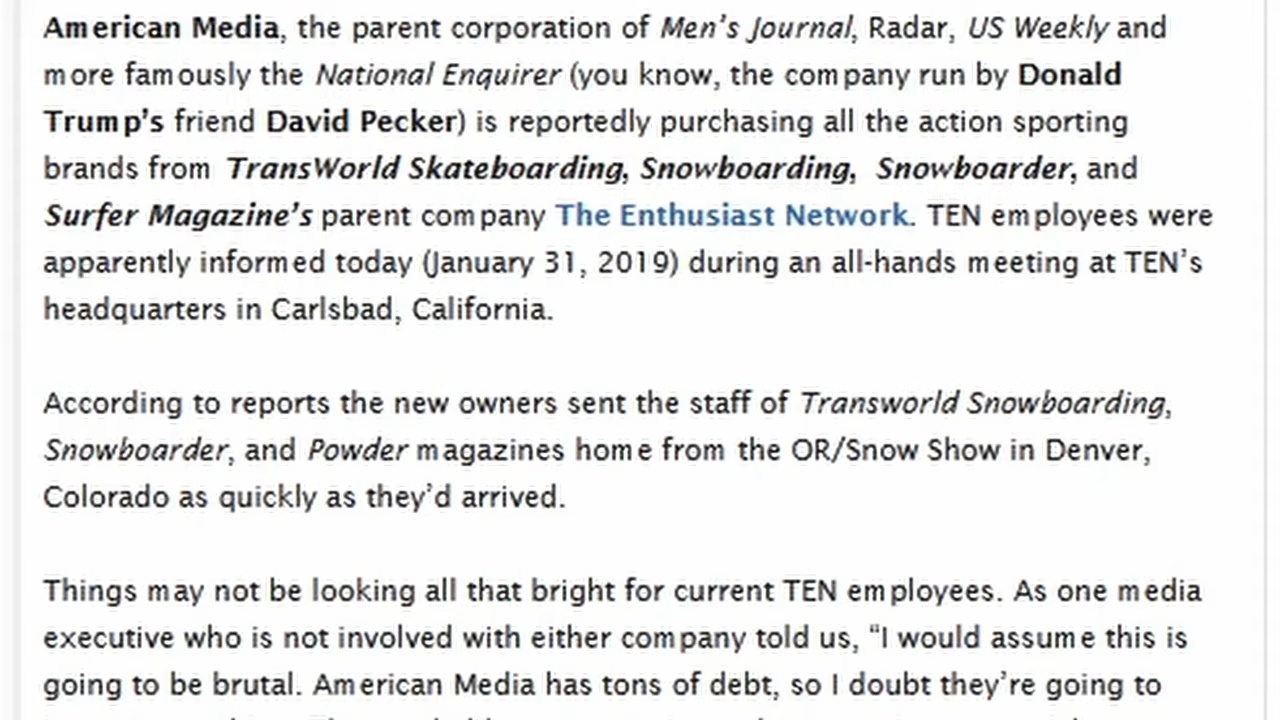 American Media, the parent corporation of Men's Journal, Radar, US Weekly and
more famously the National Enquirer (you know, the company run by Donald
Trump's friend David Pecker) is reportedly purchasing all the action sporting
brands from TransWorld Skateboarding, Snowboarding, Snowboarder, and
Surfer Magazine's parent company The Enthusiast Network. TEN employees were
apparently informed today (January 31, 2019) during an all-hands meeting at TEN's
headquarters in Carlsbad, California.
According to reports the new owners sent the staff of Transworld Snowboarding,
Snowboarder, and Powder magazines home from the OR/Snow Show in Denver,
Colorado as quickly as they'd arrived.
Things may not be looking all that bright for current TEN employees. As one media
executive who is not involved with either company told us, “I would assume this is
going to be brutal. American Media has tons of debt, so I doubt they're going to